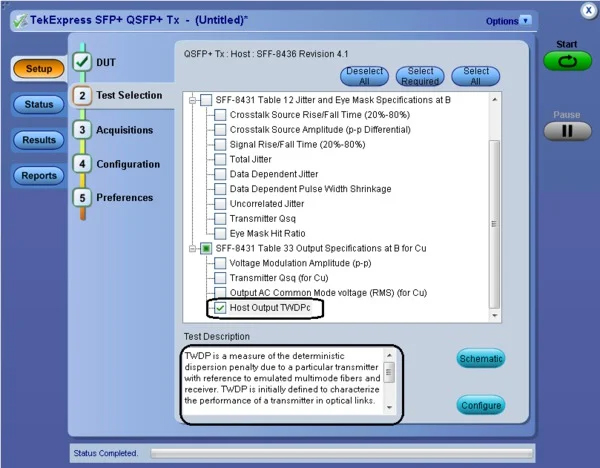 TekExpress SFP+ QSFP+ Tx - (Untitled)*
Options
X
Setup
Status
Results
Reports
DUT
2 Test Selection
3 Acquisitions
4 Configuration
5 Preferences
QSFP+ Tx : Host : SFF-8436 Revision 4.1
Deselect All
Select Required
Select All
SFF-8431 Table 12 Jitter and Eye Mask Specifications at B
Crosstalk Source Rise/Fall Time (20%-80%)
Crosstalk Source Amplitude (p-p Differential)
Signal Rise/Fall Time (20%-80%)
Total Jitter
Data Dependent Jitter
Data Dependent Pulse Width Shrinkage
Uncorrelated Jitter
Transmitter Qsq
Eye Mask Hit Ratio
SFF-8431 Table 33 Output Specifications at B for Cu
Voltage Modulation Amplitude (p-p)
Transmitter Qsq (for Cu)
Output AC Common Mode voltage (RMS) (for Cu)
Host Output TWDPc
Test Description
TWDP is a measure of the deterministic
dispersion penalty due to a particular transmitter
with reference to emulated multimode fibers and
receiver. TWDP is initially defined to characterize
the performance of a transmitter in optical links.
Schematic
Configure
Start
Pause
Status Completed.